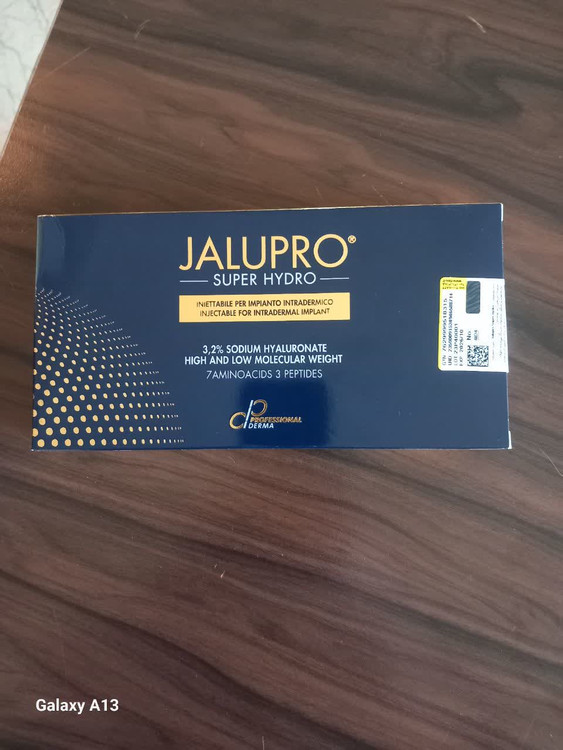 JALUPRO®
SUPER HYDRO
INIETTABILE PER IMPIANTO INTRADERMICO
INJECTABLE FOR INTRADERMAL IMPLANT
3,2% SODIUM HYALURONATE
HIGH AND LOW MOLECULAR WEIGHT
7AMINOACIDS 3 PEPTIDES
PROFESSIONAL
DERMA
Galaxy A13